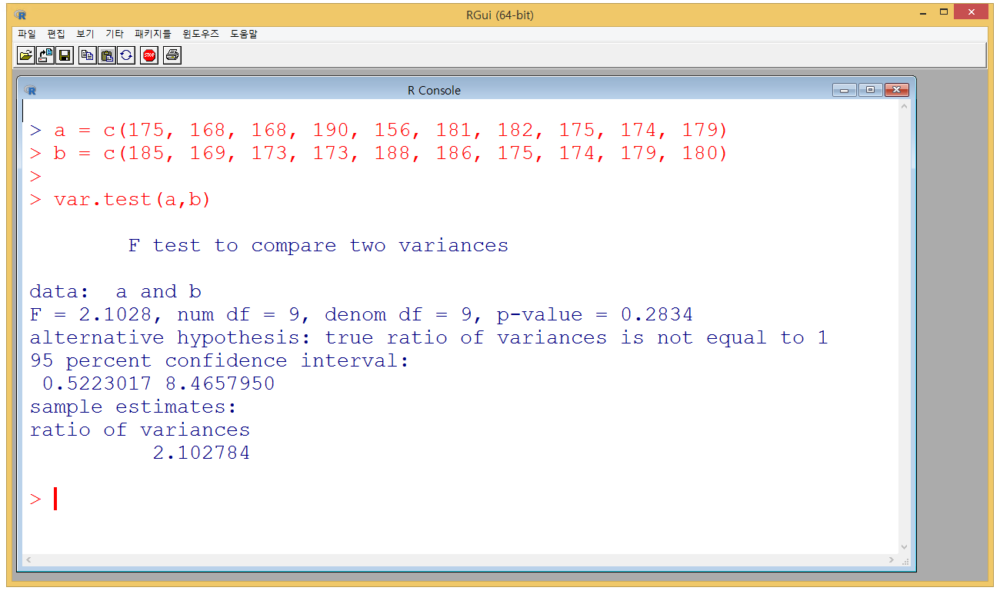 RGui (64-bit)
파일 편집 보기 기타 패키지들 윈도우즈 도움말
STOP
R Console
> a = c(175, 168, 168, 190, 156, 181, 182, 175, 174, 179)
> b = c(185, 169, 173, 173, 188, 186, 175, 174, 179, 180)
>
> var.test(a,b)
F test to compare two variances
data:  a and b
F = 2.1028, num df = 9, denom df = 9, p-value = 0.2834
alternative hypothesis: true ratio of variances is not equal to 1
95 percent confidence interval:
0.5223017 8.4657950
sample estimates:
ratio of variances
2.102784
>